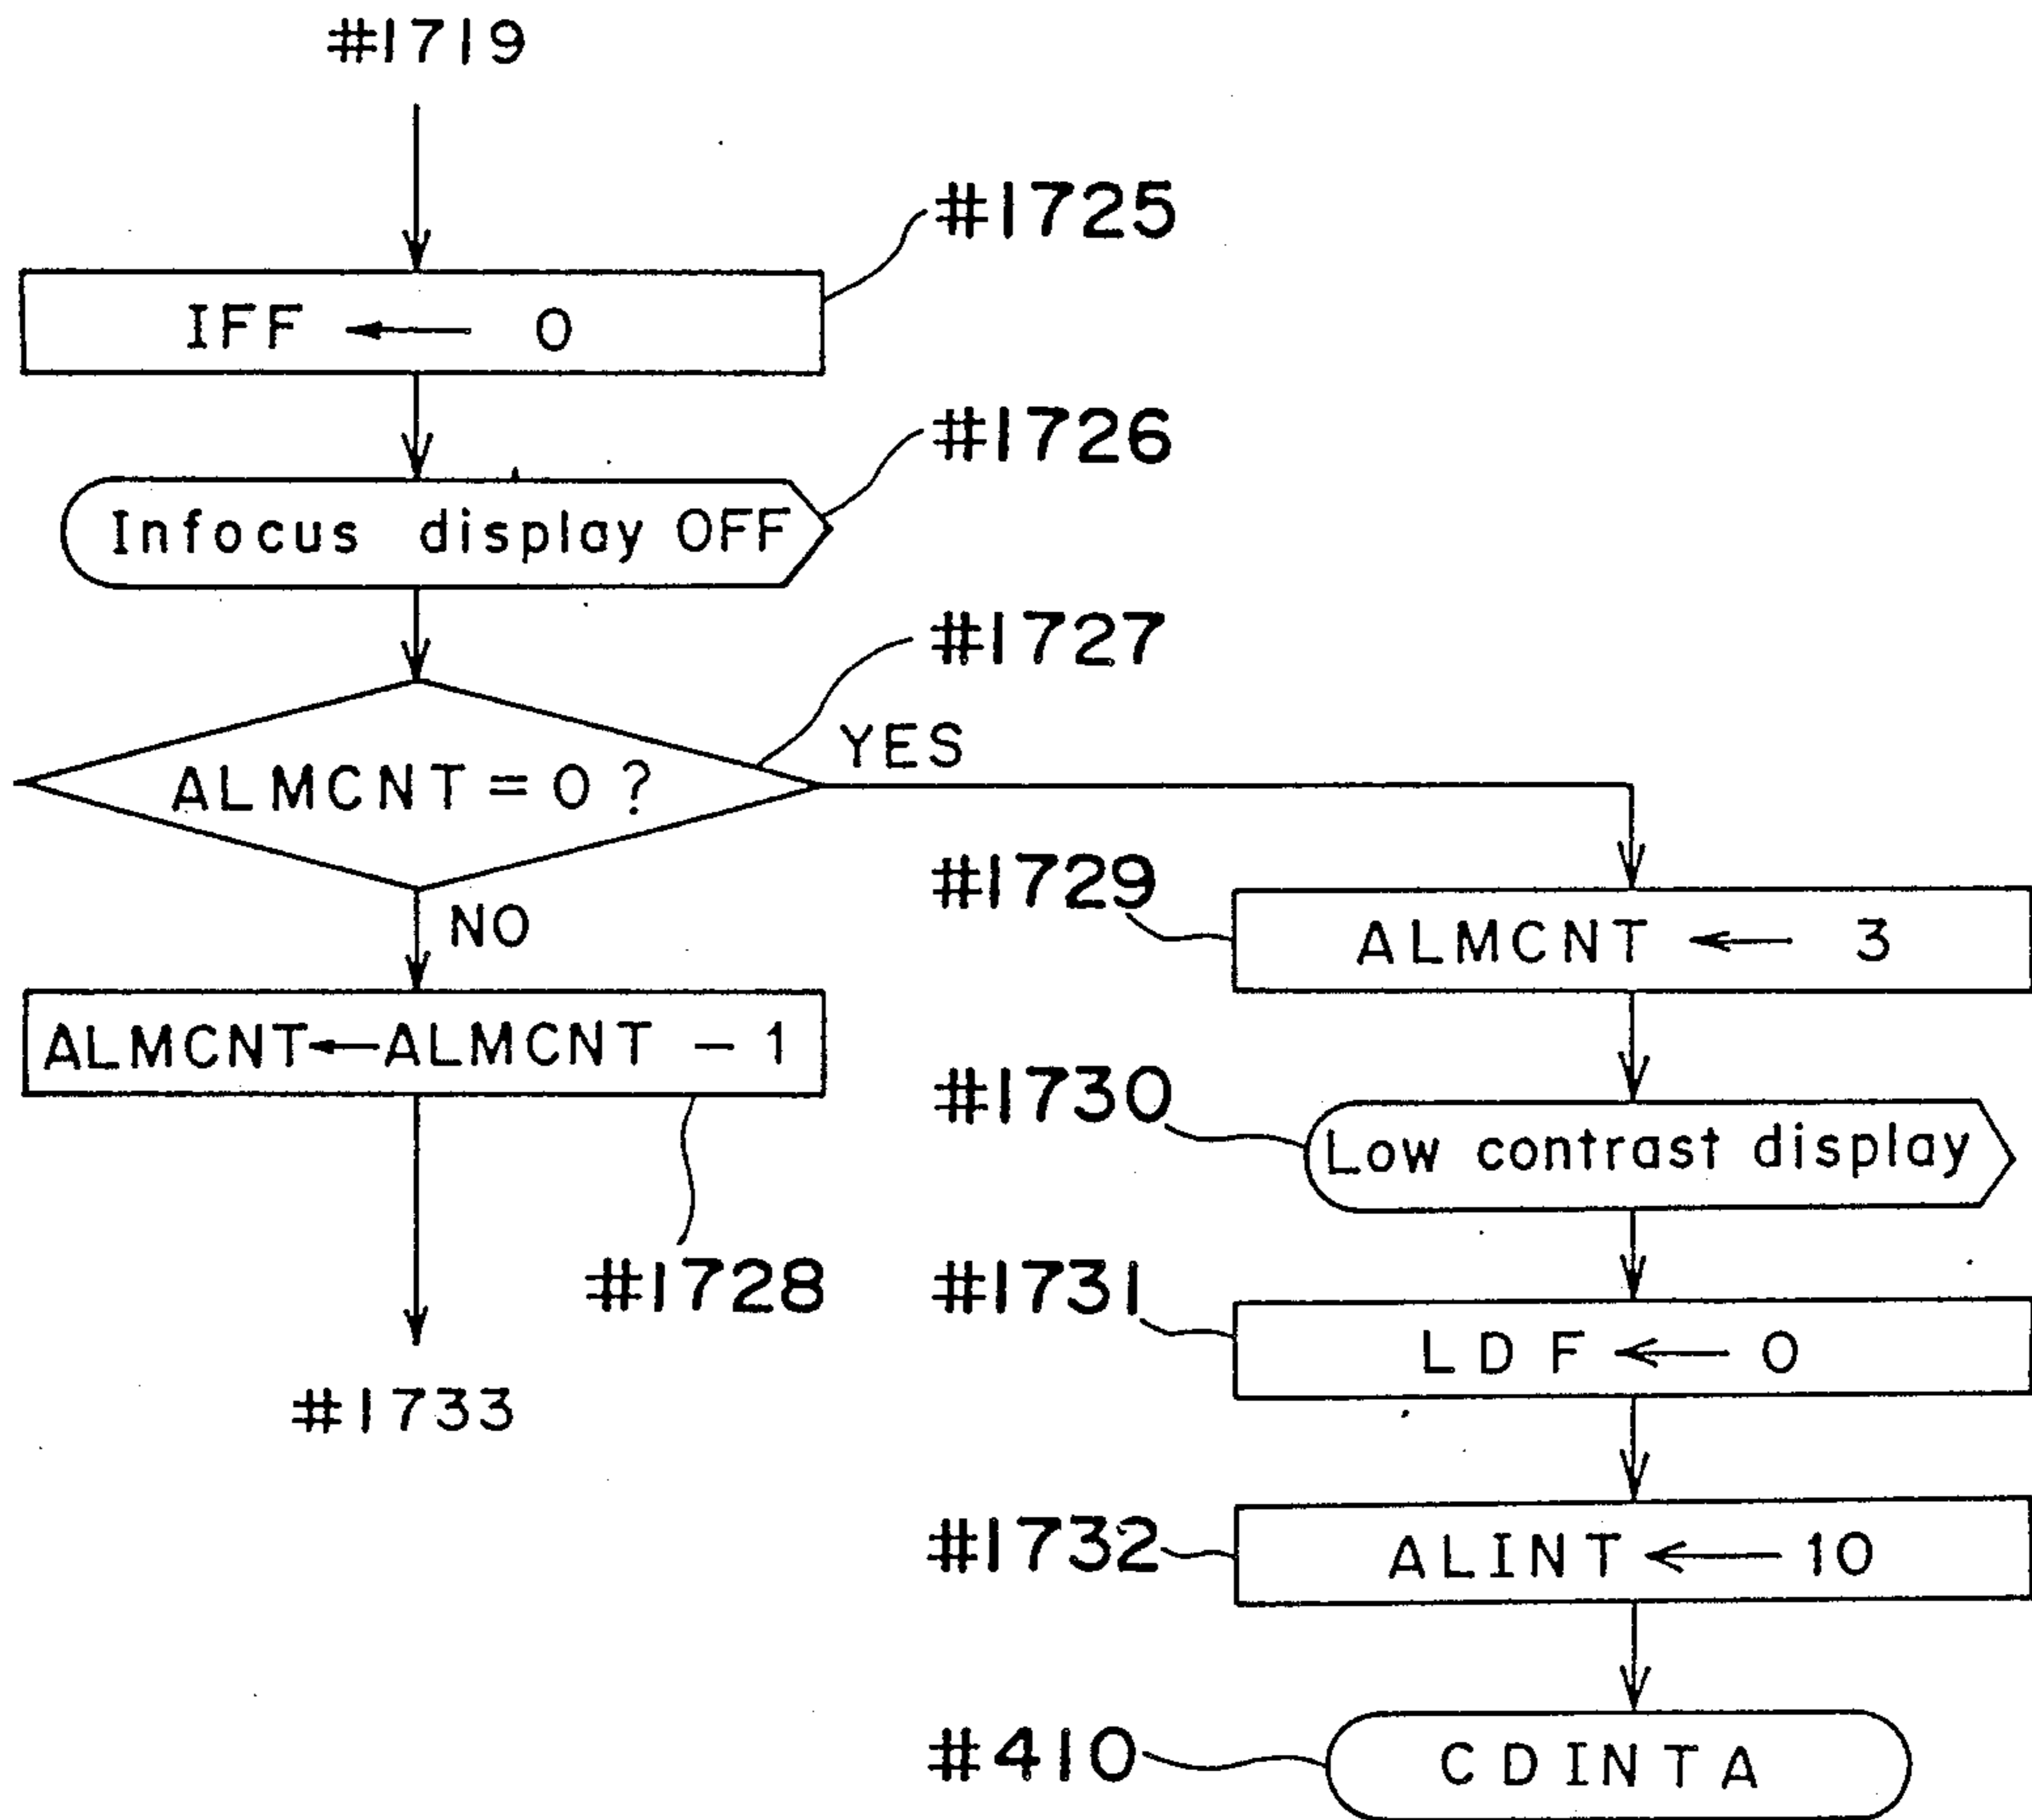 #1719
#1725
IFF ← 0
#1726
Infocus display OFF
#1727
ALMCNT = 0 ?
YES
NO
#1729
ALMCNT ← 3
ALMCNT ← ALMCNT - 1
#1730
Low contrast display
#1728
#1731
LDF ← 0
#1733
#1732
ALINT ← 10
#410
CDINTA